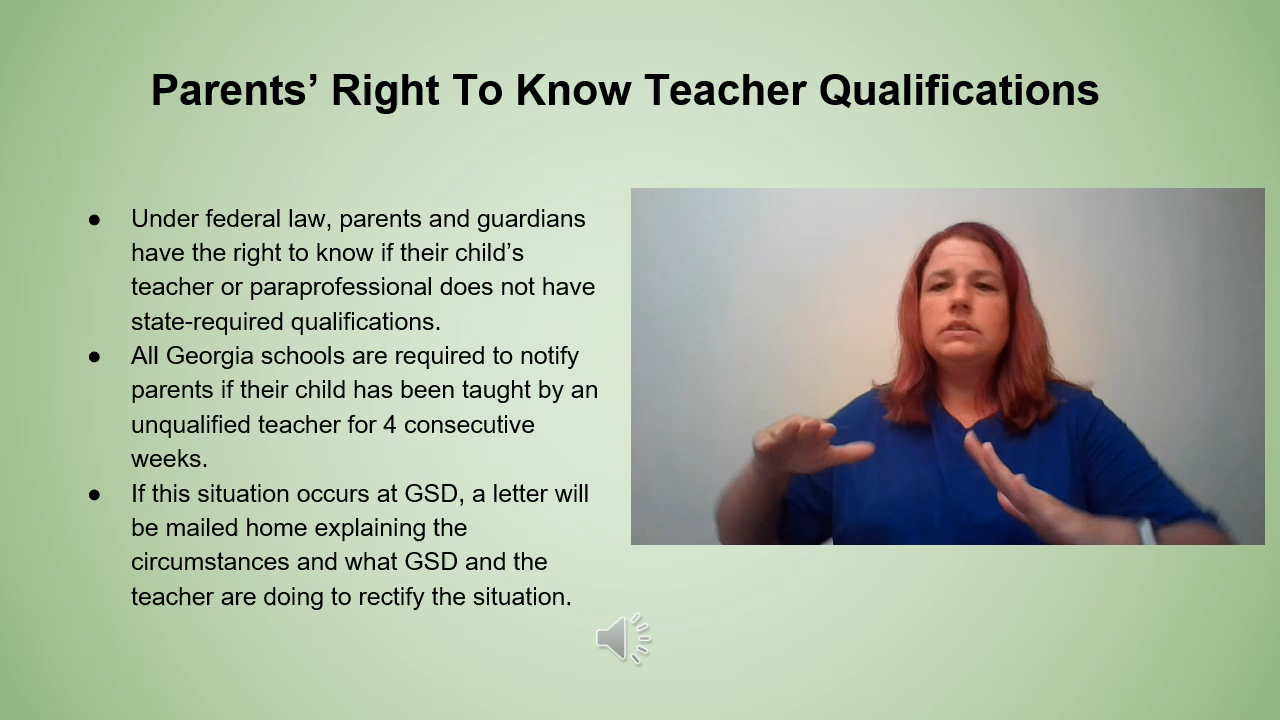 Parents’ Right To Know Teacher Qualifications
● Under federal law, parents and guardians
have the right to know if their child’s
teacher or paraprofessional does not have
state-required qualifications.
● All Georgia schools are required to notify
parents if their child has been taught by an
unqualified teacher for 4 consecutive
weeks.
● If this situation occurs at GSD, a letter will
be mailed home explaining the
circumstances and what GSD and the
teacher are doing to rectify the situation.